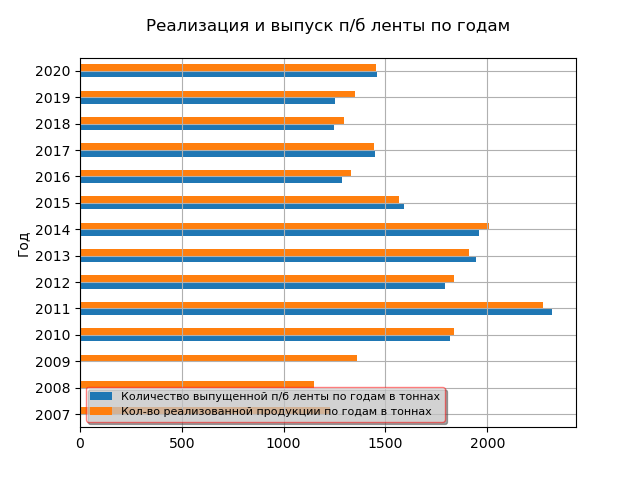 Реализация и выпуск п/б ленты по годам
Год
2020
2019
2018
2017
2016
2015
2014
2013
2012
2011
2010
2009
2008
2007
Количество выпущенной п/б ленты по годам в тоннах
Кол-во реализованной продукции по годам в тоннах
0 500 1000 1500 2000